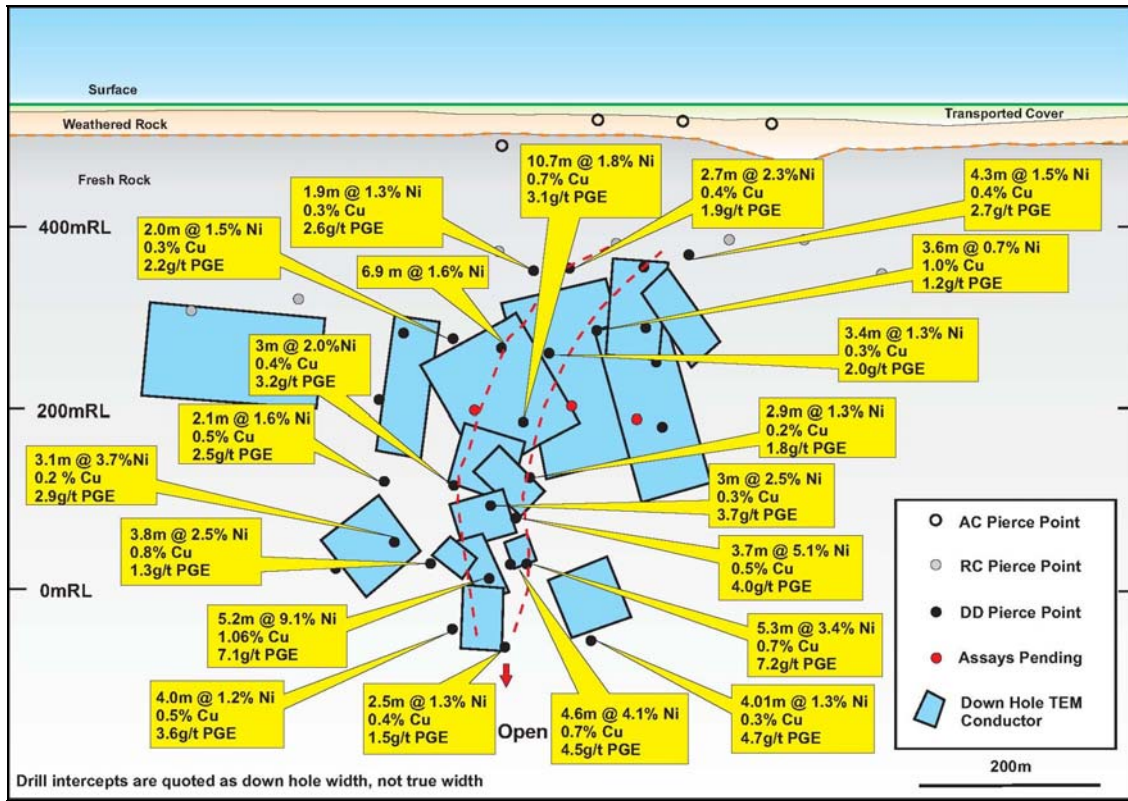 Surface
Transported Cover
Weathered Rock
Fresh Rock
10.7m @ 1.8% Ni
0.7% Cu
3.1g/t PGE
2.7m @ 2.3%Ni
0.4% Cu
1.9g/t PGE
4.3m @ 1.5% Ni
0.4% Cu
2.7g/t PGE
1.9m @ 1.3% Ni
0.3% Cu
2.6g/t PGE
400mRL
2.0m @ 1.5% Ni
0.3% Cu
2.2g/t PGE
6.9 m @ 1.6% Ni
3.6m @ 0.7% Ni
1.0% Cu
1.2g/t PGE
3m @ 2.0%Ni
0.4% Cu
3.2g/t PGE
3.4m @ 1.3% Ni
0.3% Cu
2.0g/t PGE
200mRL
2.1m @ 1.6% Ni
0.5% Cu
2.5g/t PGE
2.9m @ 1.3% Ni
0.2% Cu
1.8g/t PGE
3.1m @ 3.7%Ni
0.2 % Cu
2.9g/t PGE
3m @ 2.5% Ni
0.3% Cu
3.7g/t PGE
3.8m @ 2.5% Ni
0.8% Cu
1.3g/t PGE
3.7m @ 5.1% Ni
0.5% Cu
4.0g/t PGE
0mRL
5.2m @ 9.1% Ni
1.06% Cu
7.1g/t PGE
5.3m @ 3.4% Ni
0.7% Cu
7.2g/t PGE
4.0m @ 1.2% Ni
0.5% Cu
3.6g/t PGE
2.5m @ 1.3% Ni
0.4% Cu
1.5g/t PGE
Open
4.6m @ 4.1% Ni
0.7% Cu
4.5g/t PGE
4.01m @ 1.3% Ni
0.3% Cu
4.7g/t PGE
AC Pierce Point
RC Pierce Point
DD Pierce Point
Assays Pending
Down Hole TEM
Conductor
200m
Drill intercepts are quoted as down hole width, not true width